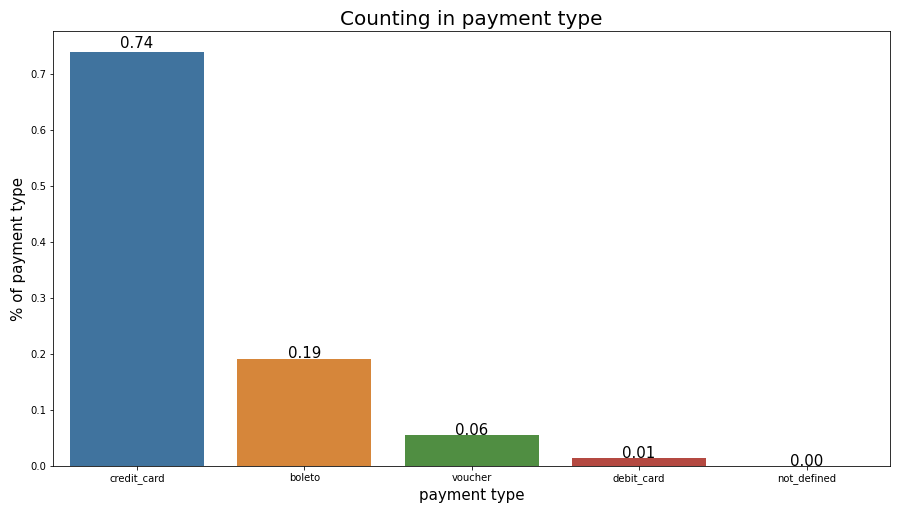 Counting in payment type
0.74
0.7
0.6
0.5
0.4
0.3
0.2
0.1
0.0
% of payment type
0.19
0.06
0.01
0.00
credit_card
boleto
voucher
debit_card
not_defined
payment type